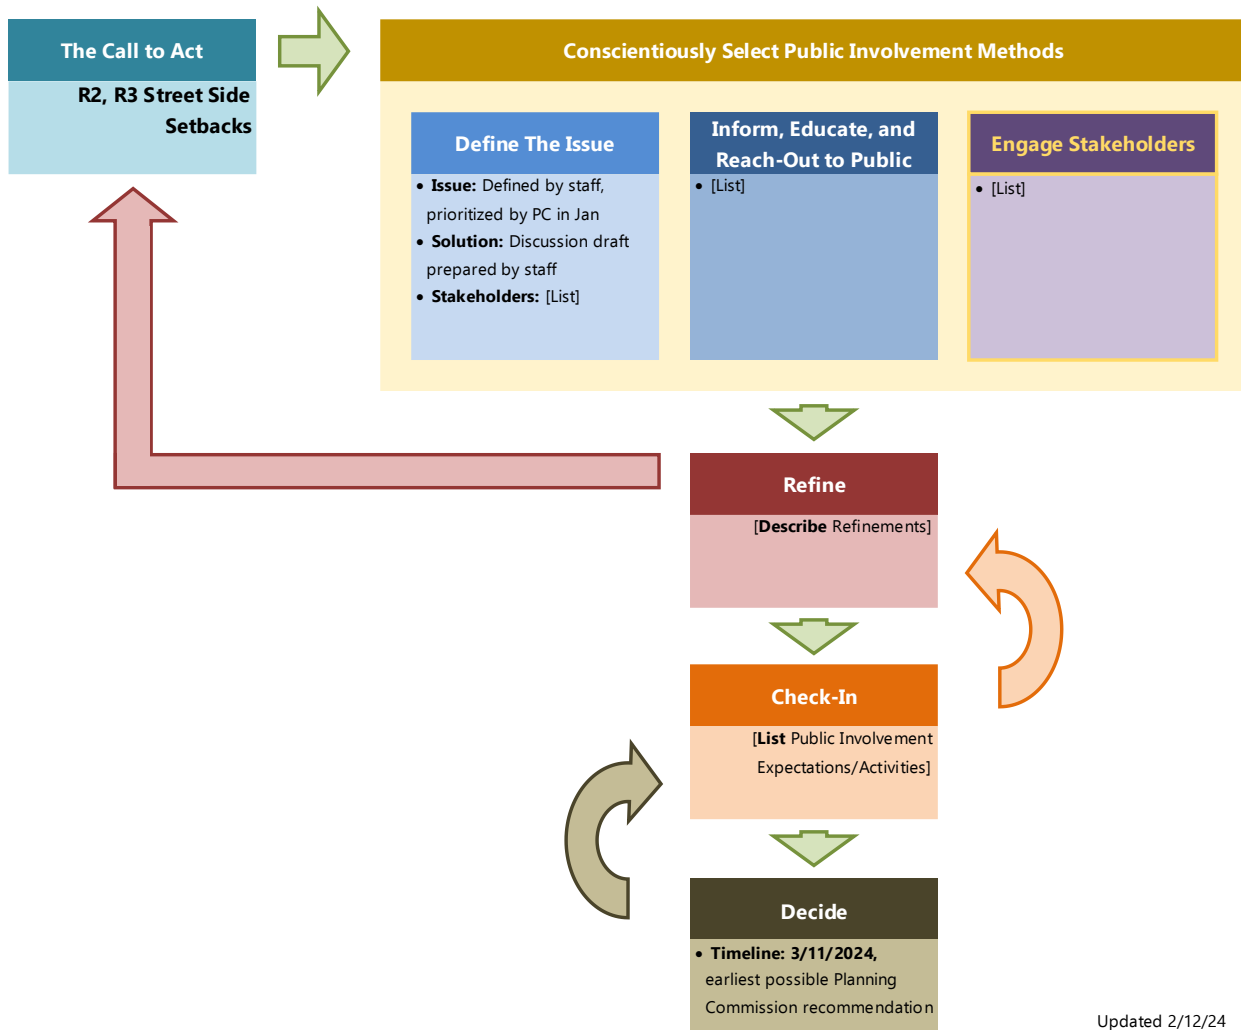 The Call to Act
R2, R3 Street Side
Setbacks
Conscientiously Select Public Involvement Methods
Define The Issue
• Issue: Defined by staff,
prioritized by PC in Jan
• Solution: Discussion draft
prepared by staff
• Stakeholders: [List]
Inform, Educate, and
Reach-Out to Public
• [List]
Engage Stakeholders
• [List]
Refine
[Describe Refinements]
Check-In
[List Public Involvement
Expectations/Activities]
Decide
• Timeline: 3/11/2024,
earliest possible Planning
Commission recommendation
Updated 2/12/24